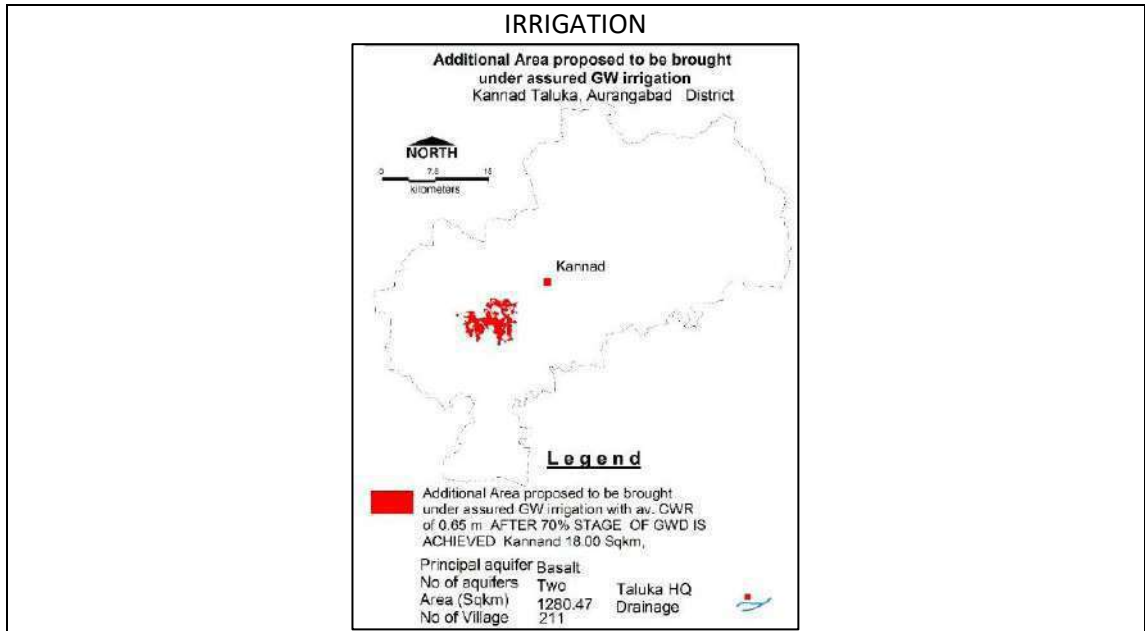 IRRIGATION
Additional Area proposed to be brought
under assured GW irrigation
Kannad Taluka, Aurangabad District
NORTH
0 7.5 15
kilometers
Kannad
Legend
Additional Area proposed to be brought
under assured GW irrigation with av. CWR
of 0.65 m AFTER 70% STAGE OF GWD IS
ACHIEVED Kannand 18.00 Sqkm,
Principal aquifer Basalt
No of aquifers Two Taluka HQ
Area (Sqkm) 1280.47 Drainage
No of Village 211